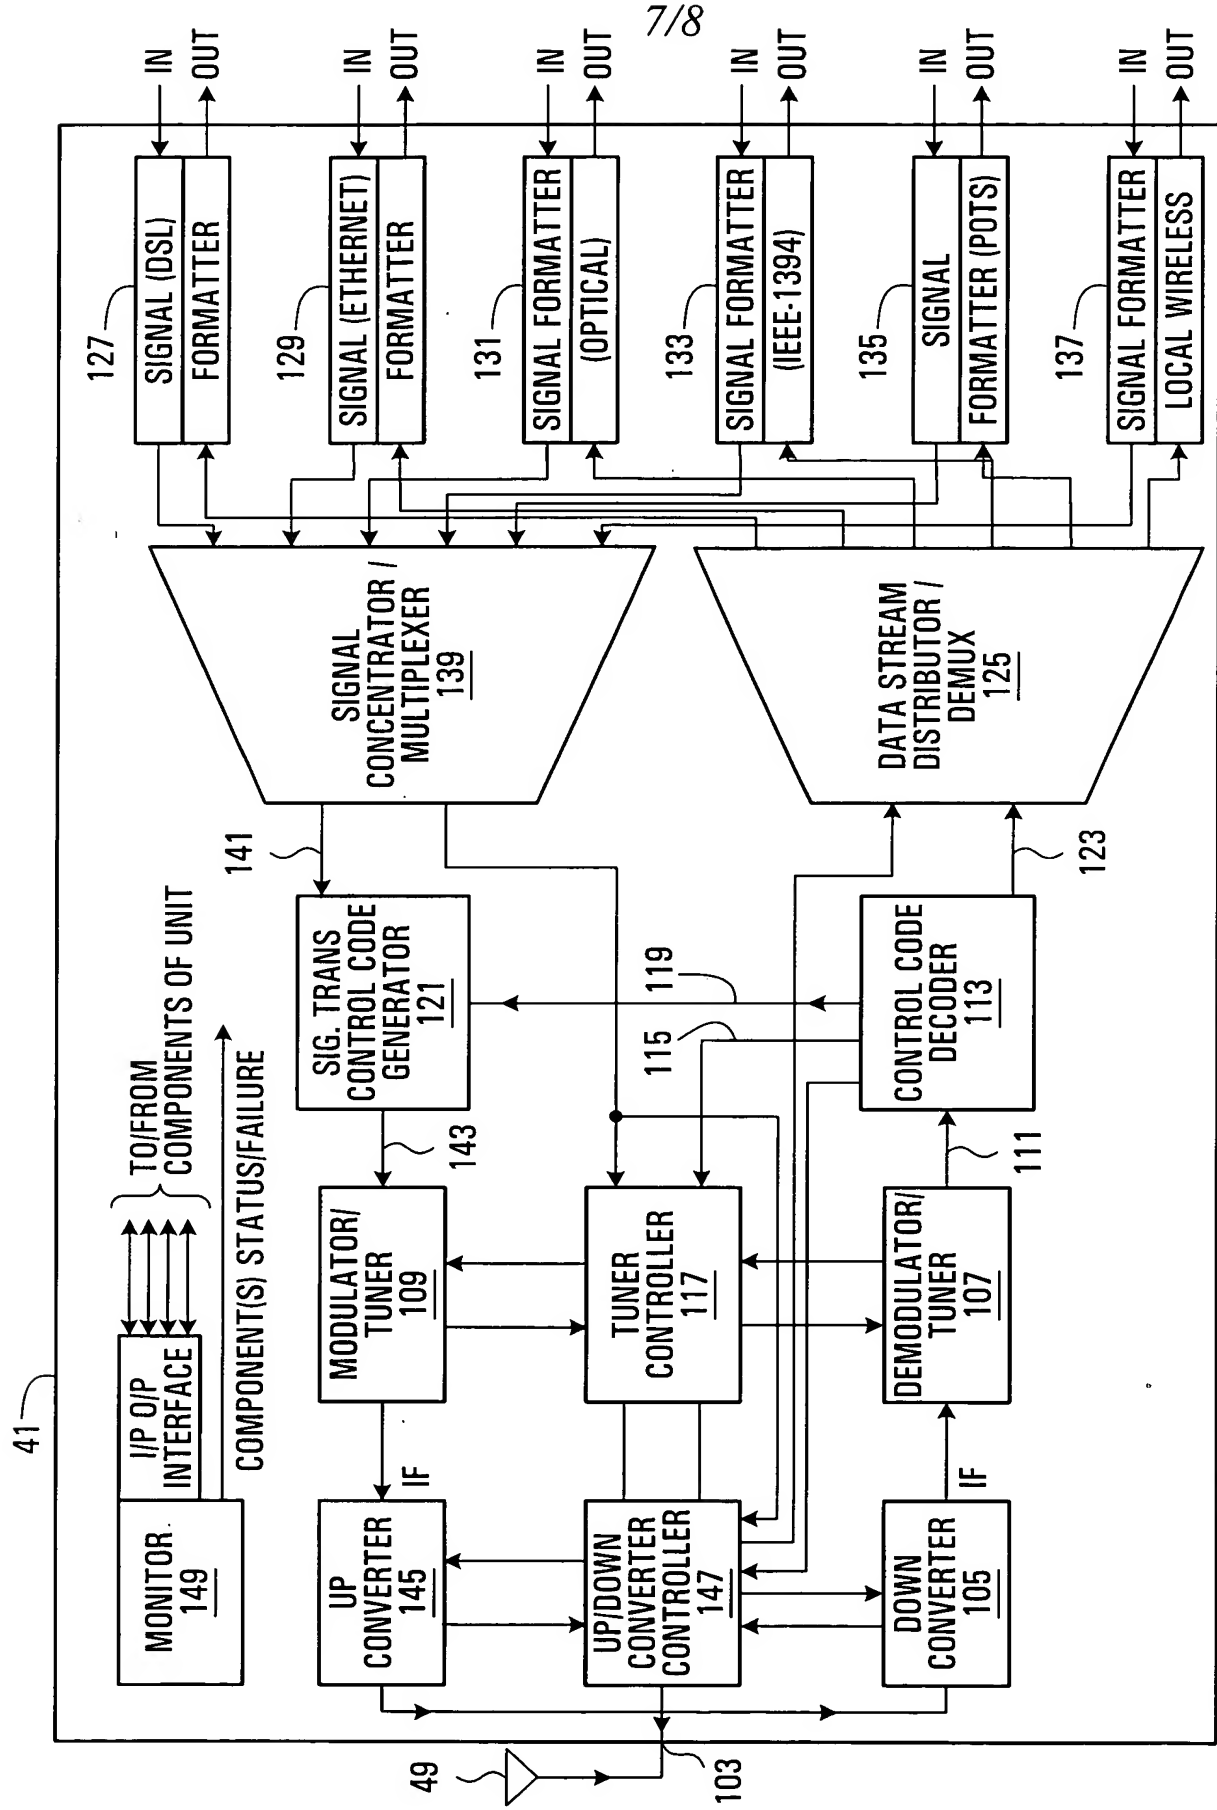 7/8
41
MONITOR
149
I/P O/P
INTERFACE
TO/FROM
COMPONENTS OF UNIT
COMPONENT(S) STATUS/FAILURE
49
103
UP
CONVERTER
145
IF
MODULATOR/
TUNER
109
143
SIG. TRANS
CONTROL CODE
GENERATOR
121
141
SIGNAL
CONCENTRATOR /
MULTIPLEXER
139
UP/DOWN
CONVERTER
CONTROLLER
147
TUNER
CONTROLLER
117
115
119
DOWN
CONVERTER
105
IF
DEMODULATOR/
TUNER
107
111
CONTROL CODE
DECODER
113
123
DATA STREAM
DISTRIBUTOR /
DEMUX
125
127
SIGNAL (DSL)
FORMATTER
IN
OUT
129
SIGNAL (ETHERNET)
FORMATTER
IN
OUT
131
SIGNAL FORMATTER
(OPTICAL)
IN
OUT
133
SIGNAL FORMATTER
(IEEE-1394)
IN
OUT
135
SIGNAL
FORMATTER (POTS)
IN
OUT
137
SIGNAL FORMATTER
LOCAL WIRELESS
IN
OUT